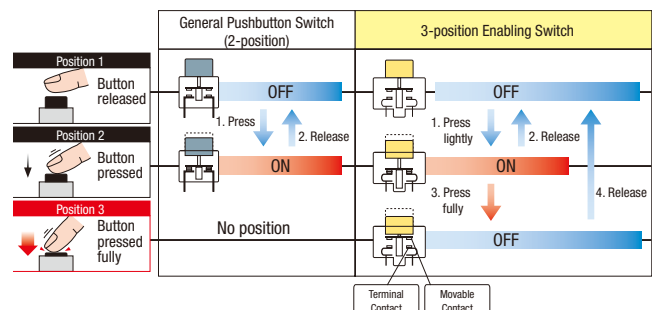 General Pushbutton Switch
(2-position)
3-position Enabling Switch
Position 1
Button
released
OFF
OFF
1. Press
2. Release
1. Press
lightly
2. Release
Position 2
Button
pressed
ON
ON
3. Press
fully
4. Release
Position 3
Button
pressed
fully
No position
OFF
Terminal
Contact
Movable
Contact